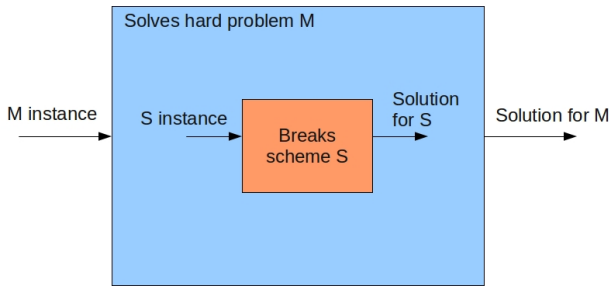 Solves hard problem M
M instance
S instance
Breaks
scheme S
Solution
for S
Solution for M